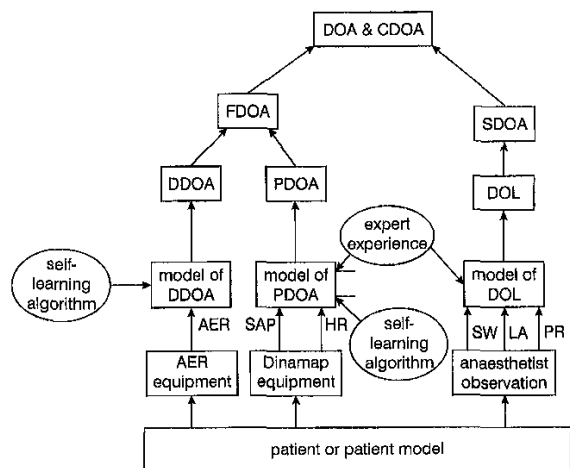 DOA & CDOA
FDOA
SDOA
DDOA
PDOA
DOL
expert
experience
self-
learning
algorithm
model of
DDOA
model of
PDOA
model of
DOL
self-
learning
algorithm
AER
SAP
HR
SW
LA
PR
AER
equipment
Dinamap
equipment
anaesthetist
observation
patient or patient model